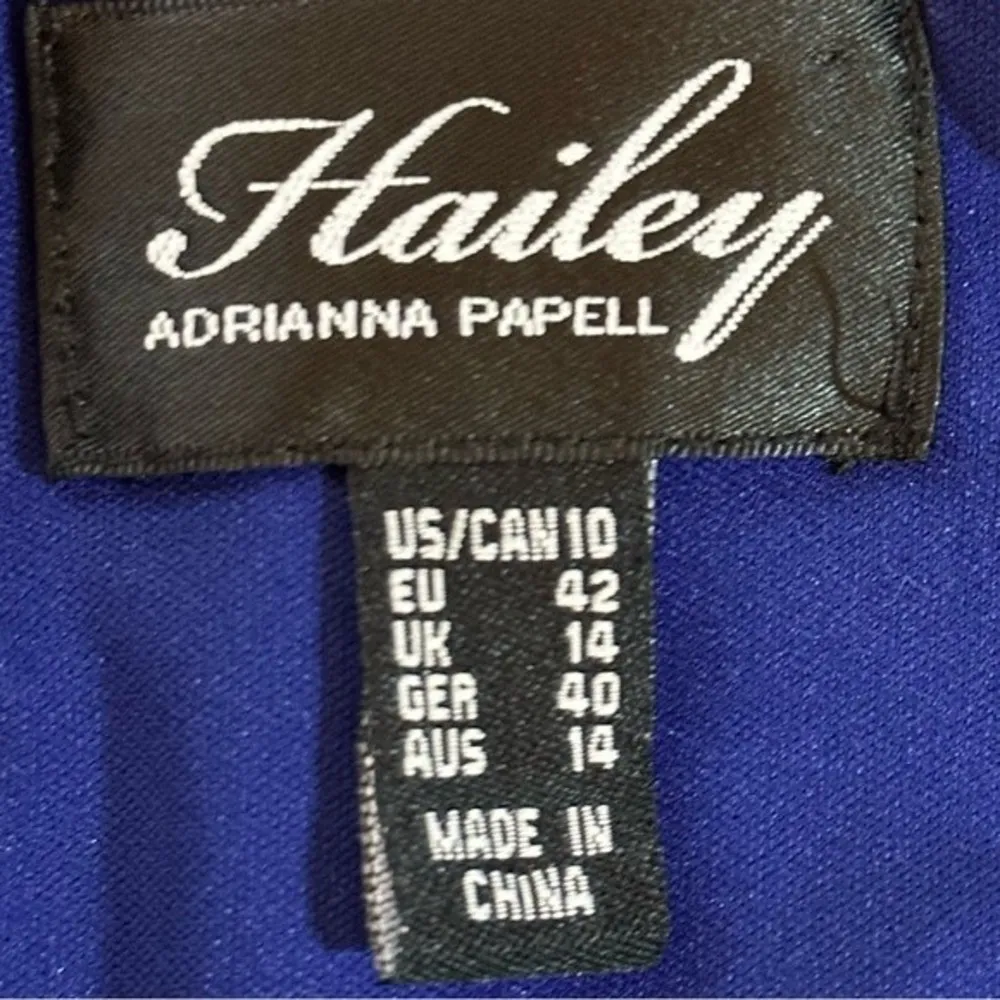 Hailey
ADRIANNA PAPELL
US/CAN 10
EU 42
UK 14
GER 40
AUS 14
MADE IN
CHINA